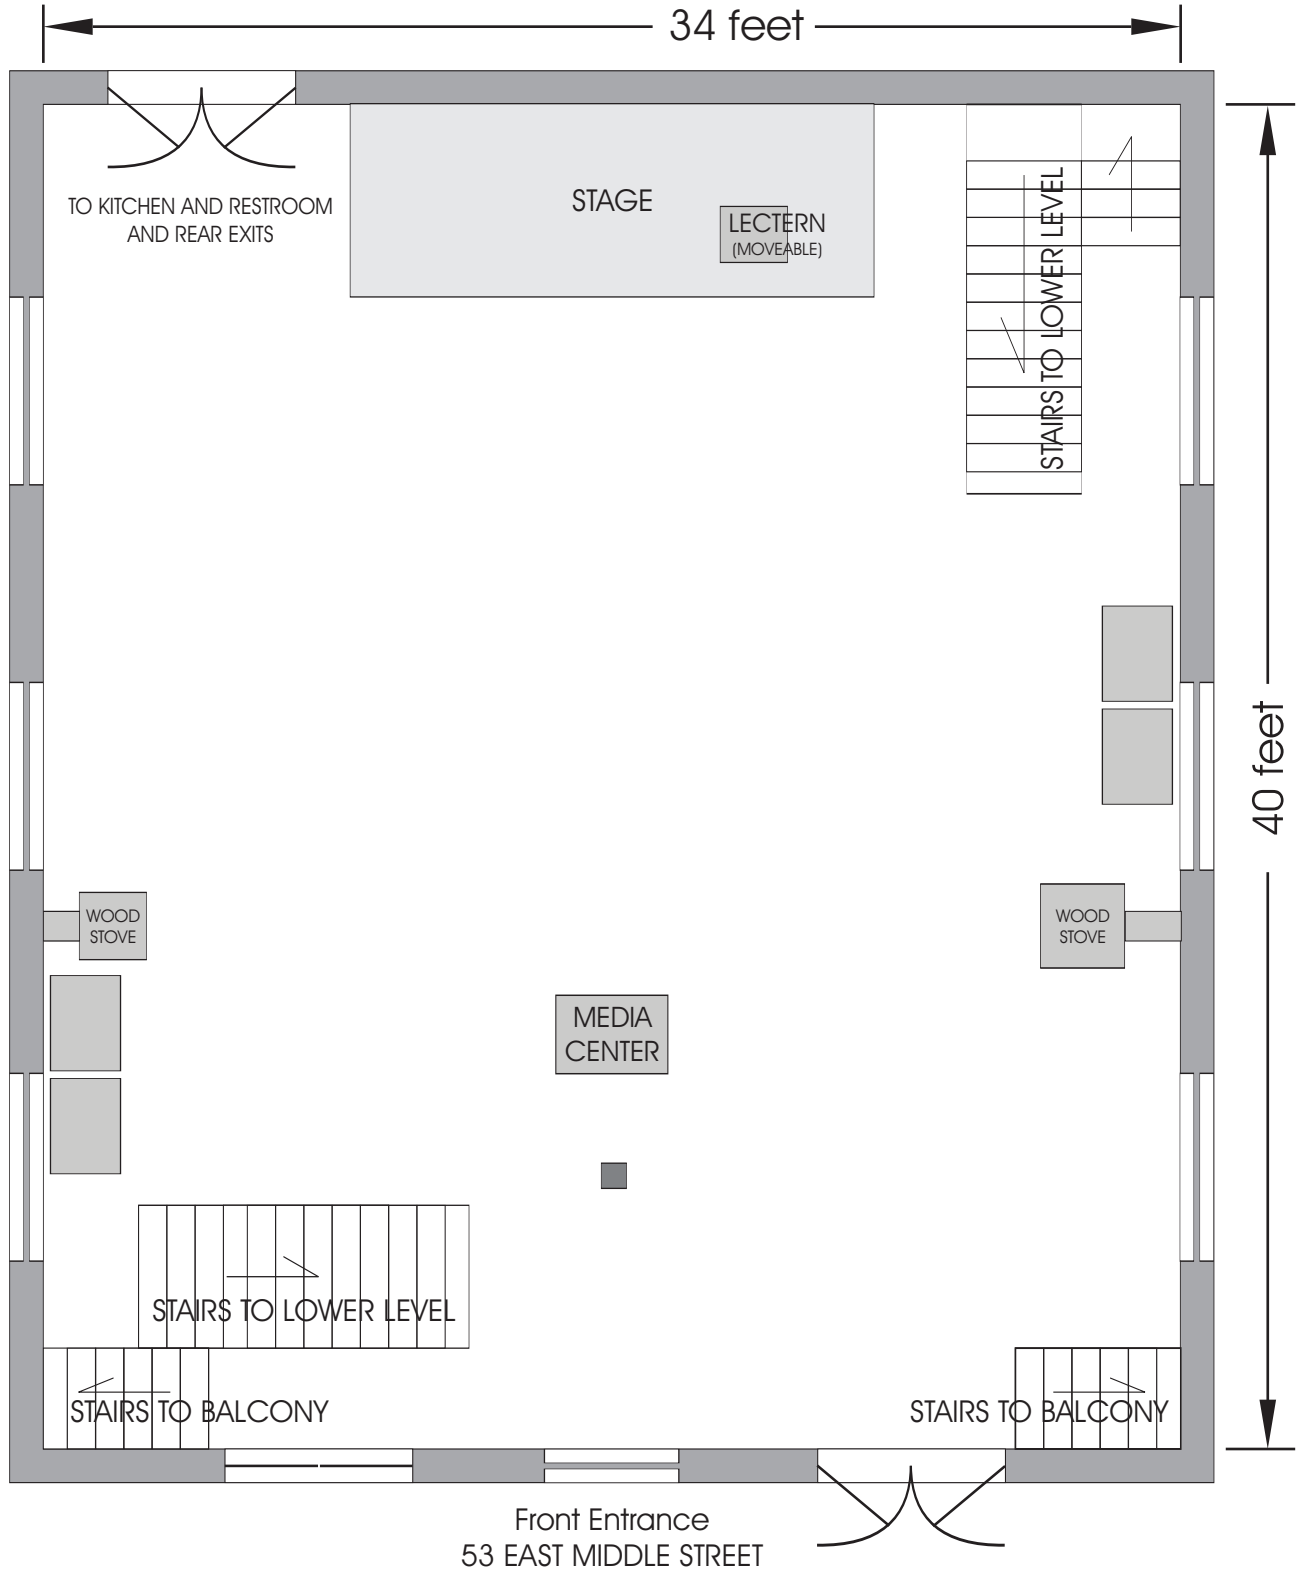 34 feet
TO KITCHEN AND RESTROOM
AND REAR EXITS
STAGE
LECTERN
(MOVEABLE)
STAIRS TO LOWER LEVEL
40 feet
WOOD
STOVE
WOOD
STOVE
MEDIA
CENTER
STAIRS TO LOWER LEVEL
STAIRS TO BALCONY
STAIRS TO BALCONY
Front Entrance
53 EAST MIDDLE STREET